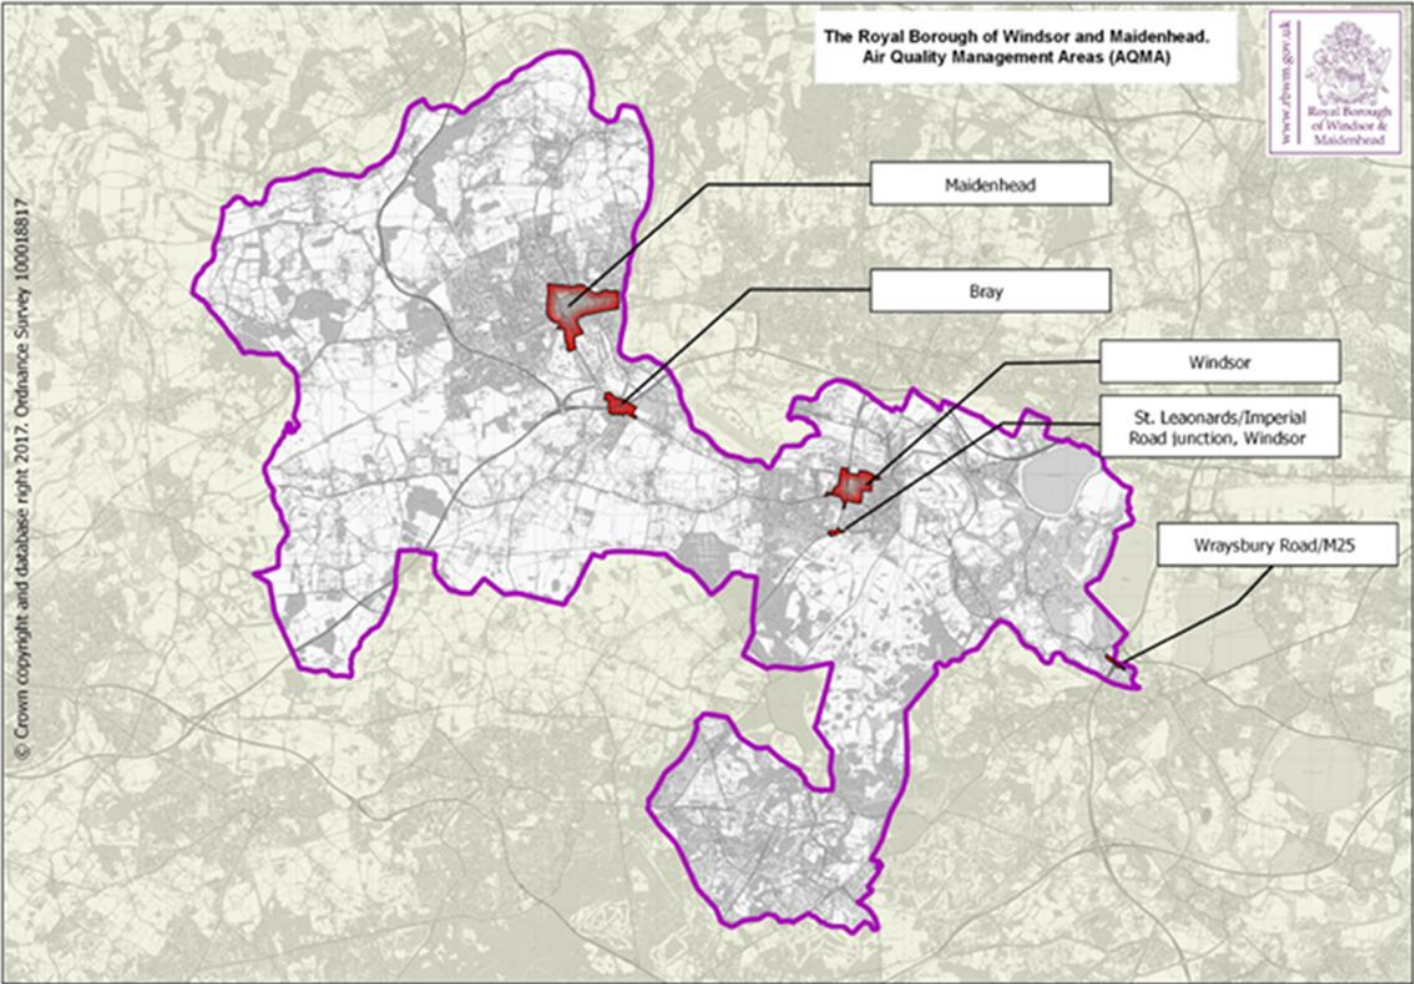 The Royal Borough of Windsor and Maidenhead.
Air Quality Management Areas (AQMA)
www.rbwm.gov.uk
Royal Borough
of Windsor &
Maidenhead
Maidenhead
Bray
Windsor
St. Leaonards/Imperial
Road junction, Windsor
Wraysbury Road/M25
© Crown copyright and database right 2017. Ordnance Survey 100018817